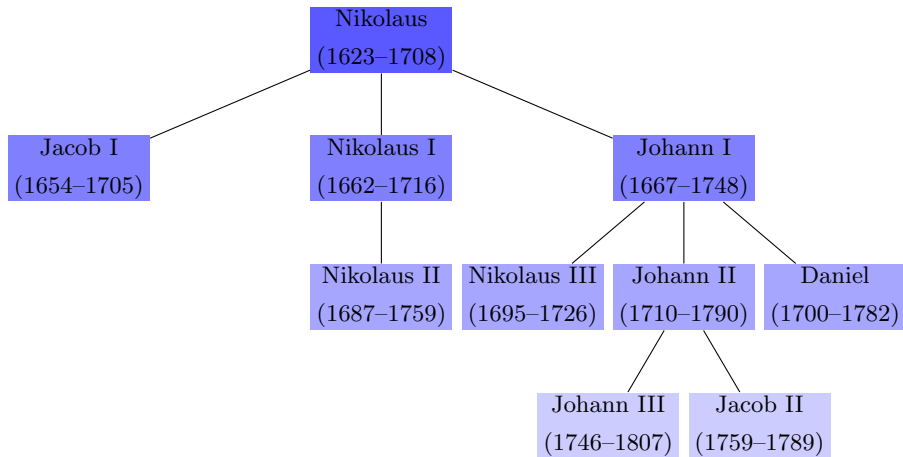 Nikolaus
(1623–1708)
Jacob I
(1654–1705)
Nikolaus I
(1662–1716)
Johann I
(1667–1748)
Nikolaus II
(1687–1759)
Nikolaus III
(1695–1726)
Johann II
(1710–1790)
Daniel
(1700–1782)
Johann III
(1746–1807)
Jacob II
(1759–1789)